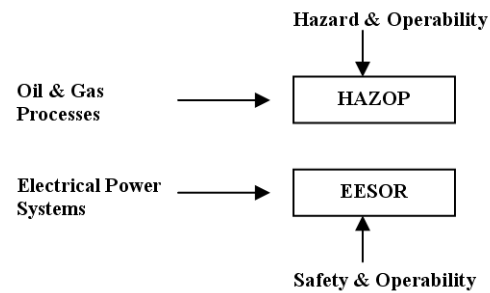 Hazard & Operability
Oil & Gas
Processes
HAZOP
Electrical Power
Systems
EESOR
Safety & Operability